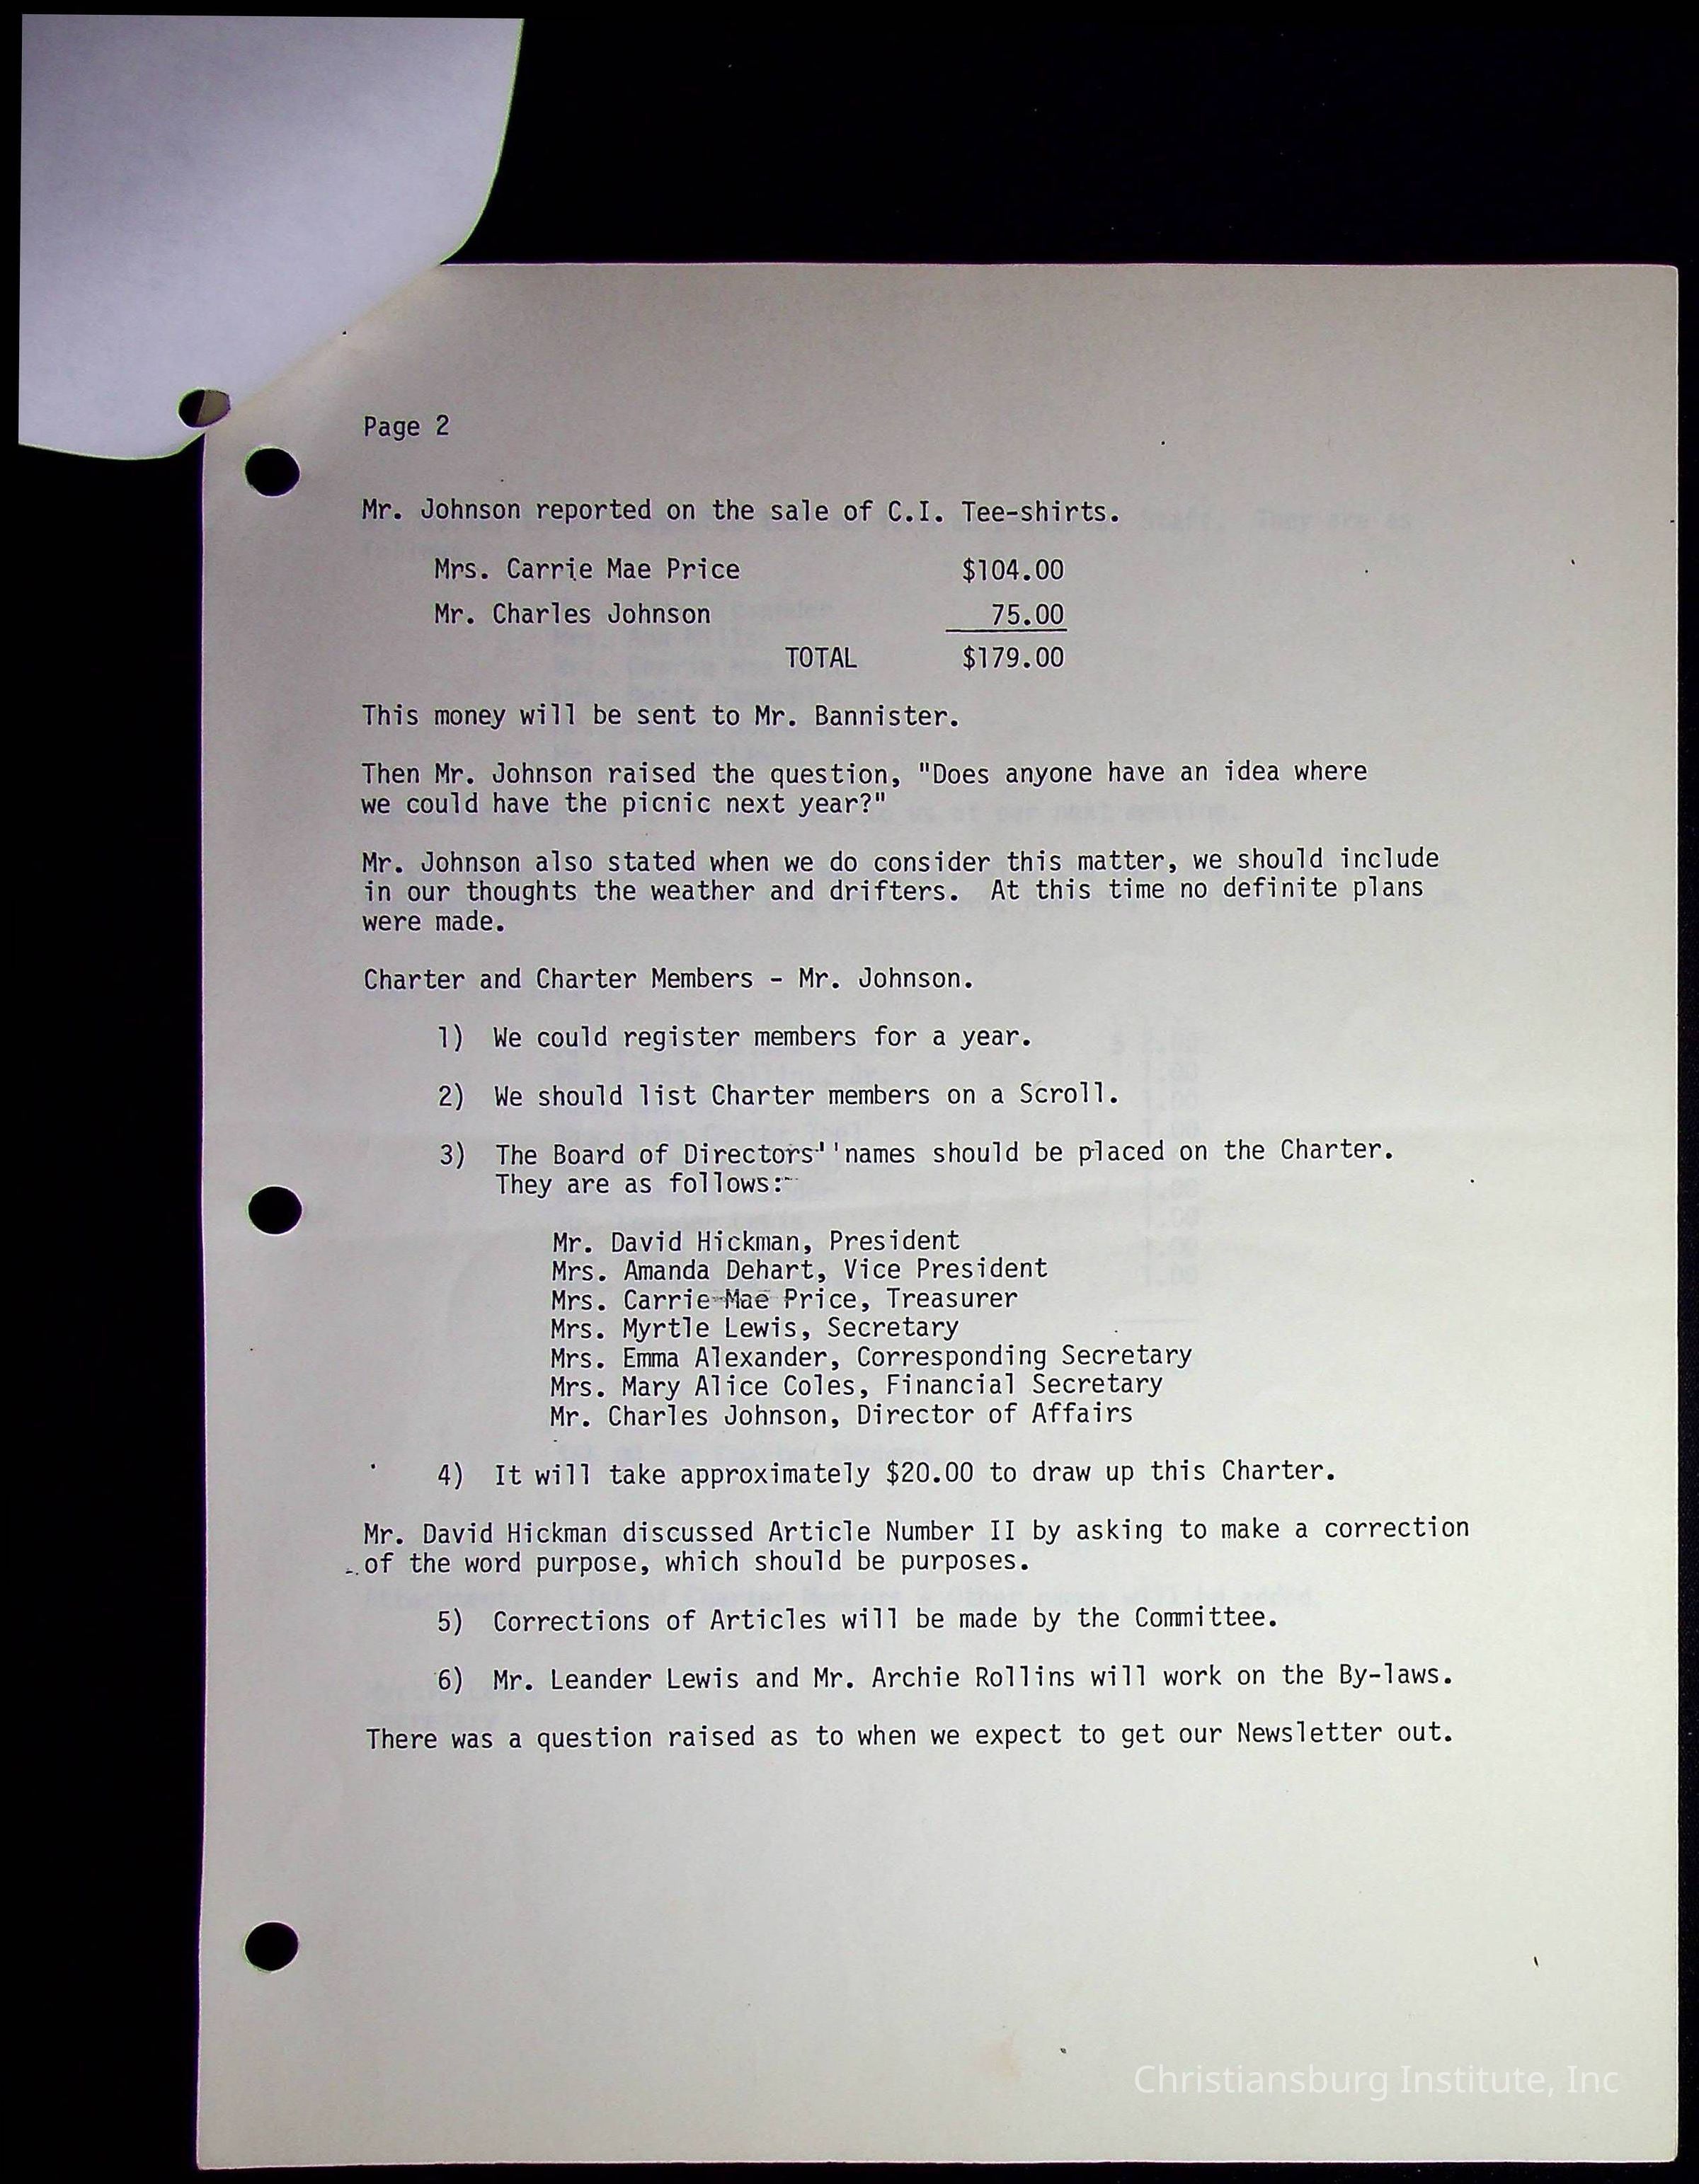 Page 2
Mr. Johnson reported on the sale of C.I. Tee-shirts.
Mrs. Carrie Mae Price $104.00
Mr. Charles Johnson 75.00
TOTAL $179.00
This money will be sent to Mr. Bannister.
Then Mr. Johnson raised the question, "Does anyone have an idea where
we could have the picnic next year?"
Mr. Johnson also stated when we do consider this matter, we should include
in our thoughts the weather and drifters. At this time no definite plans
were made.
Charter and Charter Members - Mr. Johnson.
1) We could register members for a year.
2) We should list Charter members on a Scroll.
3) The Board of Directors' 'names should be placed on the Charter.
They are as follows:
Mr. David Hickman, President
Mrs. Amanda Dehart, Vice President
Mrs. Carrie Mae Price, Treasurer
Mrs. Myrtle Lewis, Secretary
Mrs. Emma Alexander, Corresponding Secretary
Mrs. Mary Alice Coles, Financial Secretary
Mr. Charles Johnson, Director of Affairs
4) It will take approximately $20.00 to draw up this Charter.
Mr. David Hickman discussed Article Number II by asking to make a correction
of the word purpose, which should be purposes.
5) Corrections of Articles will be made by the Committee.
6) Mr. Leander Lewis and Mr. Archie Rollins will work on the By-laws.
There was a question raised as to when we expect to get our Newsletter out.
Christiansburg Institute, Inc